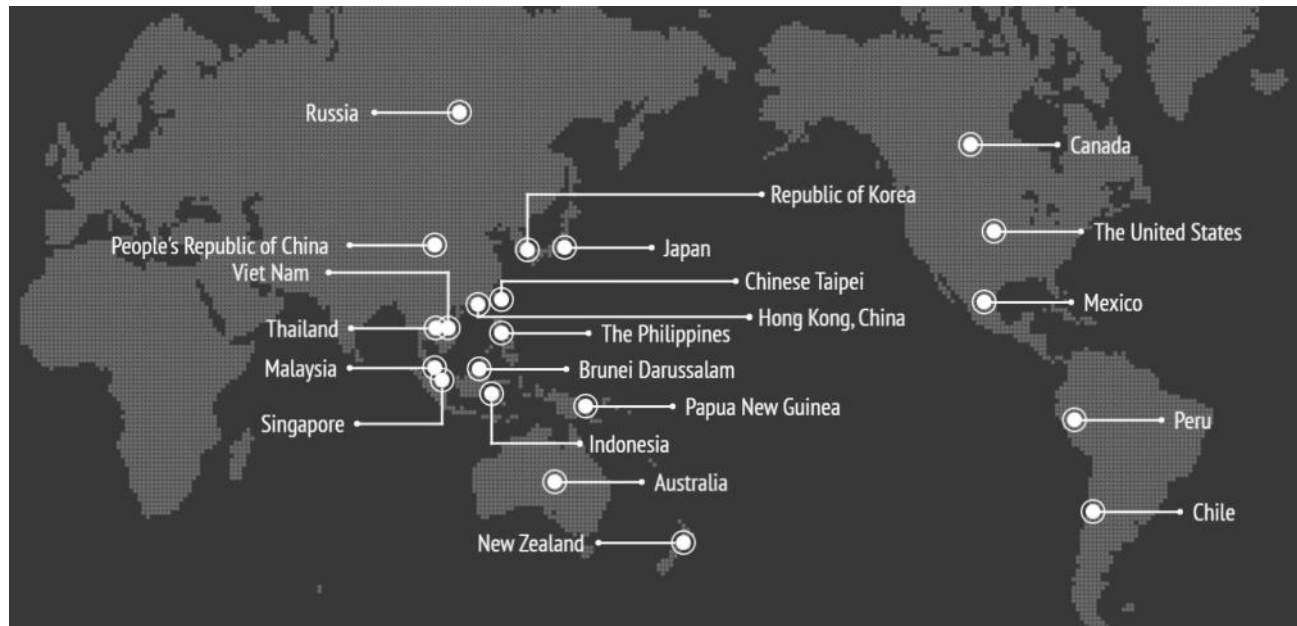 Russia
Canada
Republic of Korea
The United States
People's Republic of China
Japan
Viet Nam
Chinese Taipei
Mexico
Hong Kong, China
Thailand
The Philippines
Malaysia
Brunei Darussalam
Papua New Guinea
Peru
Singapore
Indonesia
Australia
Chile
New Zealand